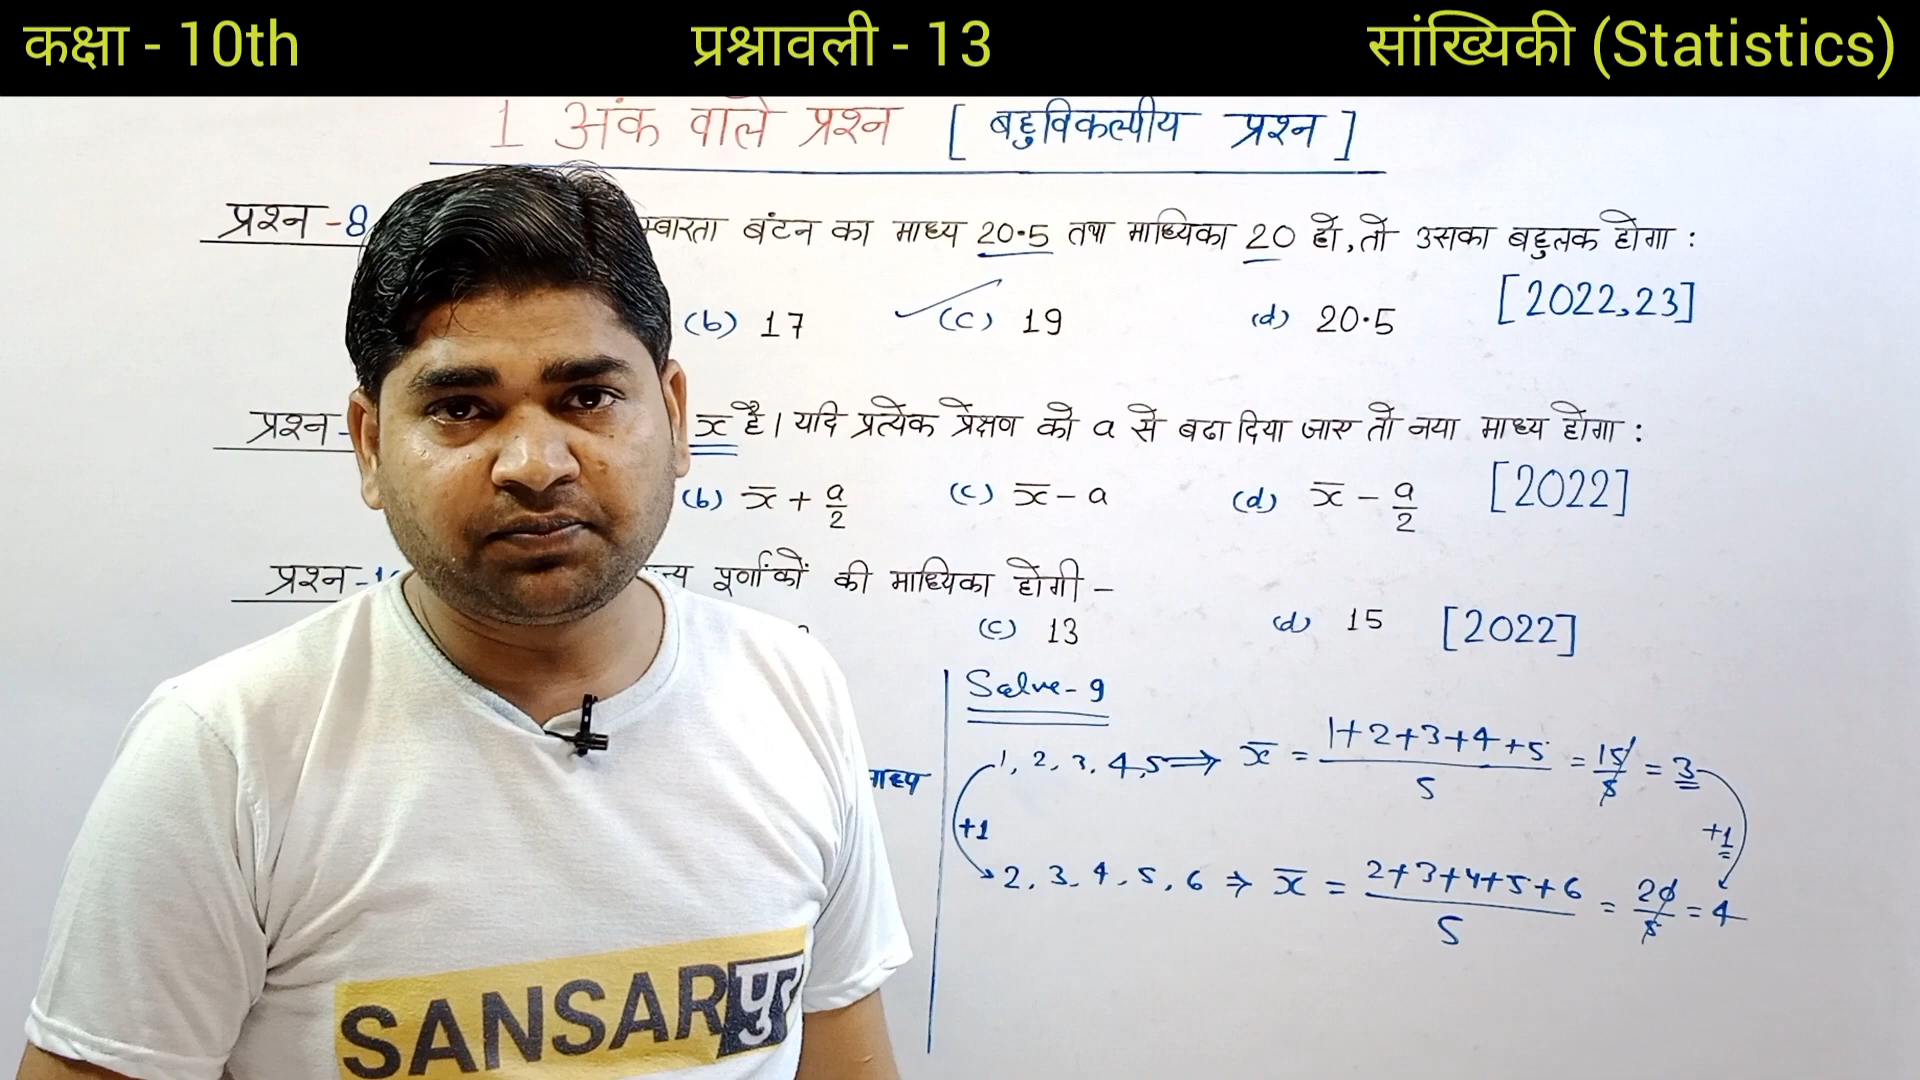 कक्षा - 10th प्रश्नावली - 13 सांख्यिकी (Statistics)
1 अंक वाले प्रश्न [ बहुविकल्पीय प्रश्न ]
प्रश्न -8 बंटन का माध्य 20.5 तथा माध्यिका 20 हो, तो उसका बहुलक होगा :
(b) 17 (c) 19 (d) 20.5 [2022,23]
प्रश्न - x̄ है। यदि प्रत्येक प्रेक्षण को a से बढा दिया जाए तो नया माध्य होगा :
(b) x̄ + a/2 (c) x̄ - a (d) x̄ - a/2 [2022]
प्रश्न -1 पूर्णांकों की माध्यिका होगी -
(c) 13 (d) 15 [2022]
Solve - 9
1, 2, 3, 4, 5 ⇒ x̄ = 1+2+3+4+5/5 = 15/5 = 3
+1 +1
2, 3, 4, 5, 6 ⇒ x̄ = 2+3+4+5+6/5 = 20/5 = 4
SANSARपुर